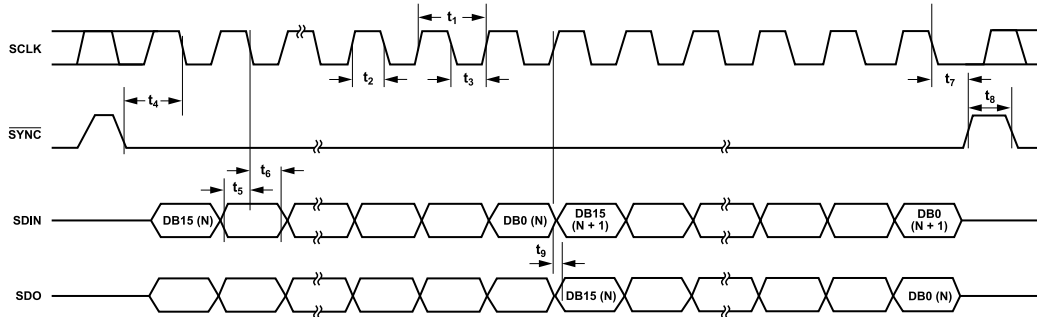 t1
SCLK
t2
t3
t7
t4
t8
SYNC
t6
t5
SDIN
DB15 (N)
DB0 (N)
DB15
(N + 1)
DB0
(N + 1)
t9
SDO
DB15 (N)
DB0 (N)